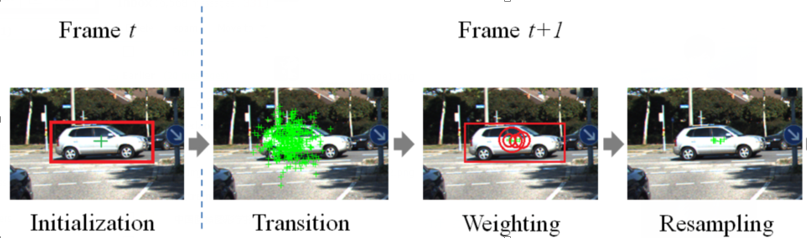 Frame t
Frame t+1
Initialization
Transition
Weighting
Resampling